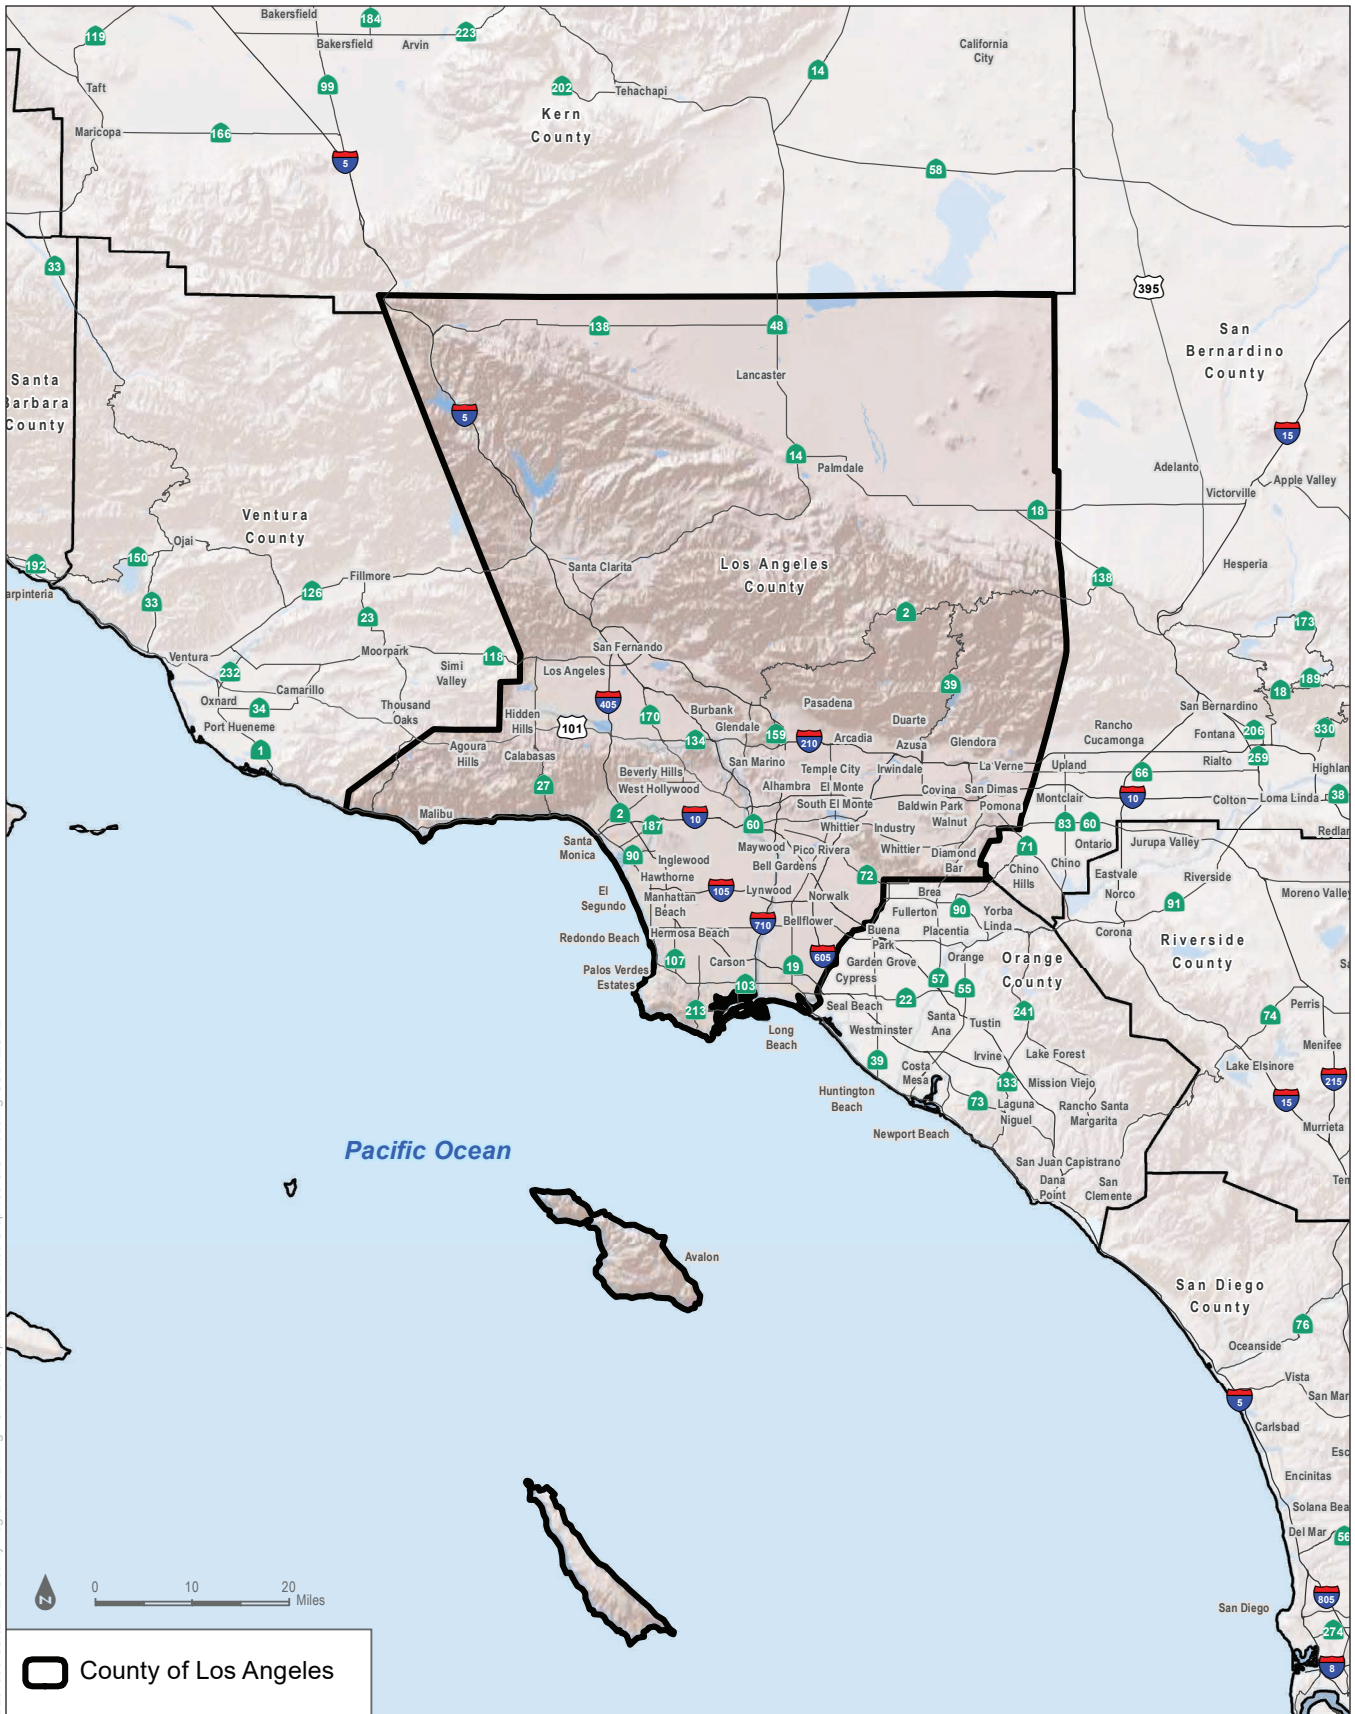 Bakersfield
184
119
Bakersfield
Arvin
223
California
City
14
99
Taft
202
Tehachapi
Kern
County
Maricopa
166
5
58
33
395
138
48
San
Bernardino
County
Santa
Barbara
County
Lancaster
5
15
14
Palmdale
Adelanto
Victorville
Apple Valley
18
Ventura
County
Ojai
150
192
Santa Clarita
Los Angeles
County
Hesperia
Fillmore
138
126
arpinteria
33
23
2
173
Ventura
Moorpark
118
San Fernando
Simi
Valley
Los Angeles
232
39
189
18
Oxnard
34
Camarillo
405
Pasadena
San Bernardino
Port Hueneme
Thousand
Oaks
Hidden
Hills
101
170
Burbank
Glendale
Duarte
Rancho
Cucamonga
Fontana
206
330
1
Agoura
Hills
Calabasas
134
159
210
Arcadia
Azusa
Glendora
Rialto
259
San Marino
Temple City
Irwindale
La Verne
Upland
66
Highlan
27
Beverly Hills
West Hollywood
Alhambra
El Monte
Covina
San Dimas
Montclair
10
Colton
Loma Linda
38
Malibu
2
187
10
60
South El Monte
Baldwin Park
Pomona
Walnut
83
60
Redlar
Santa
Monica
90
Whittier
Industry
Ontario
Jurupa Valley
Inglewood
Maywood
Pico Rivera
Whittier
Diamond
Bar
71
Chino
Hawthorne
Bell Gardens
72
Chino
Hills
Eastvale
Riverside
El
Segundo
Manhattan
Beach
105
Lynwood
Norwalk
Brea
Norco
91
Moreno Valley
Hermosa Beach
710
Bellflower
Fullerton
90
Yorba
Linda
Corona
Redondo Beach
Buena
Park
Placentia
Riverside
County
107
Carson
19
605
Garden Grove
Orange
Orange
County
Palos Verdes
Estates
103
Cypress
57
55
213
Seal Beach
22
241
74
Perris
Long
Beach
Westminster
Santa
Ana
Tustin
Menifee
39
Costa
Mesa
Irvine
Lake Forest
Lake Elsinore
215
Huntington
Beach
133
Mission Viejo
15
73
Laguna
Niguel
Rancho Santa
Margarita
Murrieta
Newport Beach
Pacific Ocean
San Juan Capistrano
Dana
Point
San
Clemente
Ten
Avalon
San Diego
County
76
Oceanside
Vista
5
San Mar
Carlsbad
Esc
Encinitas
Solana Bea
Del Mar
56
N
0 10 20
Miles
805
San Diego
274
8
County of Los Angeles